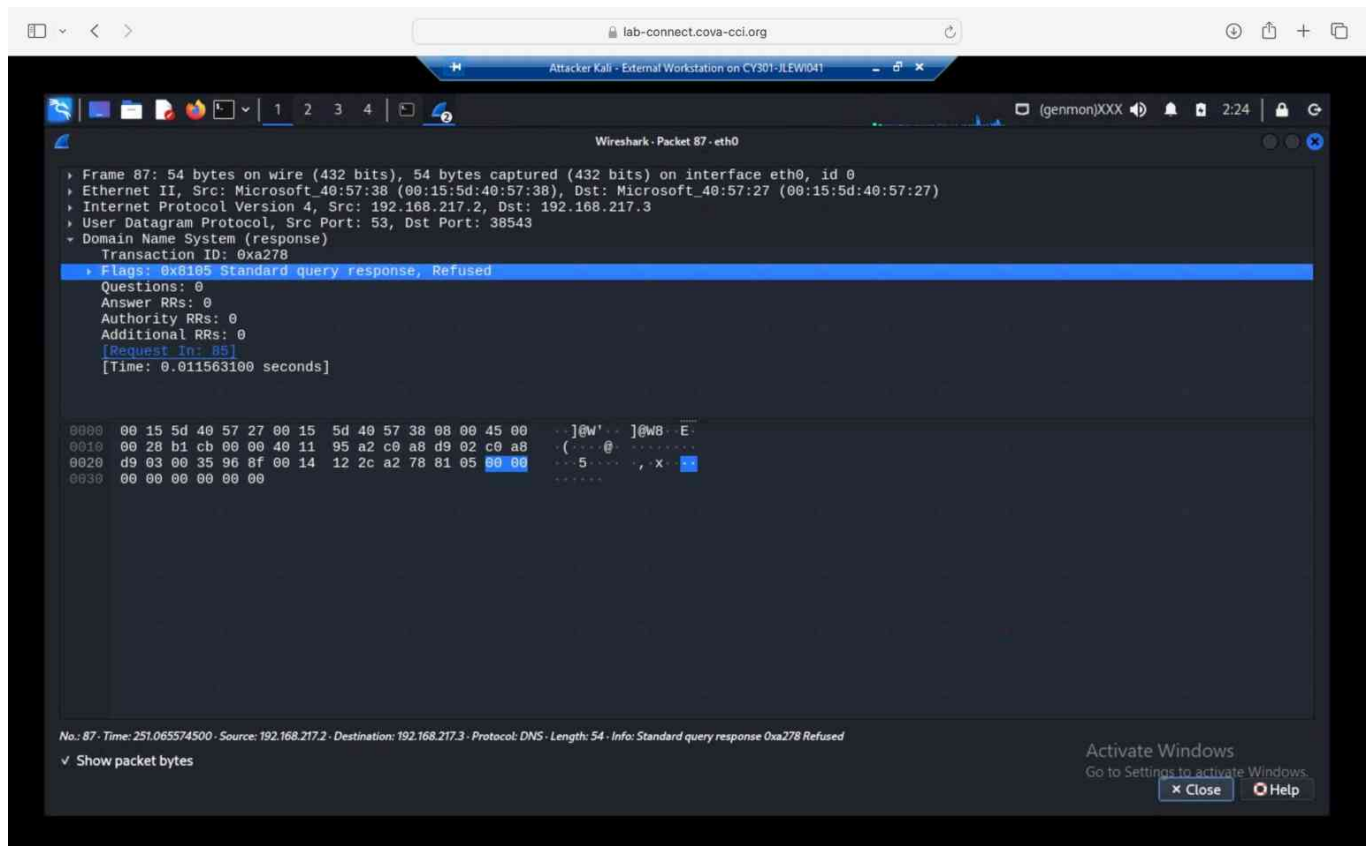 lab-connect.cova-cci.org
Attacker Kali - External Workstation on CY301-JLEWI041
1 2 3 4
2
(genmon)XXX
2:24
Wireshark · Packet 87 · eth0
Frame 87: 54 bytes on wire (432 bits), 54 bytes captured (432 bits) on interface eth0, id 0
Ethernet II, Src: Microsoft_40:57:38 (00:15:5d:40:57:38), Dst: Microsoft_40:57:27 (00:15:5d:40:57:27)
Internet Protocol Version 4, Src: 192.168.217.2, Dst: 192.168.217.3
User Datagram Protocol, Src Port: 53, Dst Port: 38543
Domain Name System (response)
Transaction ID: 0xa278
Flags: 0x8105 Standard query response, Refused
Questions: 0
Answer RRs: 0
Authority RRs: 0
Additional RRs: 0
[Request In: 85]
[Time: 0.011563100 seconds]
0000 00 15 5d 40 57 27 00 15 5d 40 57 38 08 00 45 00 ··]@W'·· ]@W8··E·
0010 00 28 b1 cb 00 00 40 11 95 a2 c0 a8 d9 02 c0 a8 ·(····@· ········
0020 d9 03 00 35 96 8f 00 14 12 2c a2 78 81 05 00 00 ···5···· ·,·x····
0030 00 00 00 00 00 00 ······
No.: 87 · Time: 251.065574500 · Source: 192.168.217.2 · Destination: 192.168.217.3 · Protocol: DNS · Length: 54 · Info: Standard query response 0xa278 Refused
Show packet bytes
Activate Windows
Go to Settings to activate Windows.
Close
Help